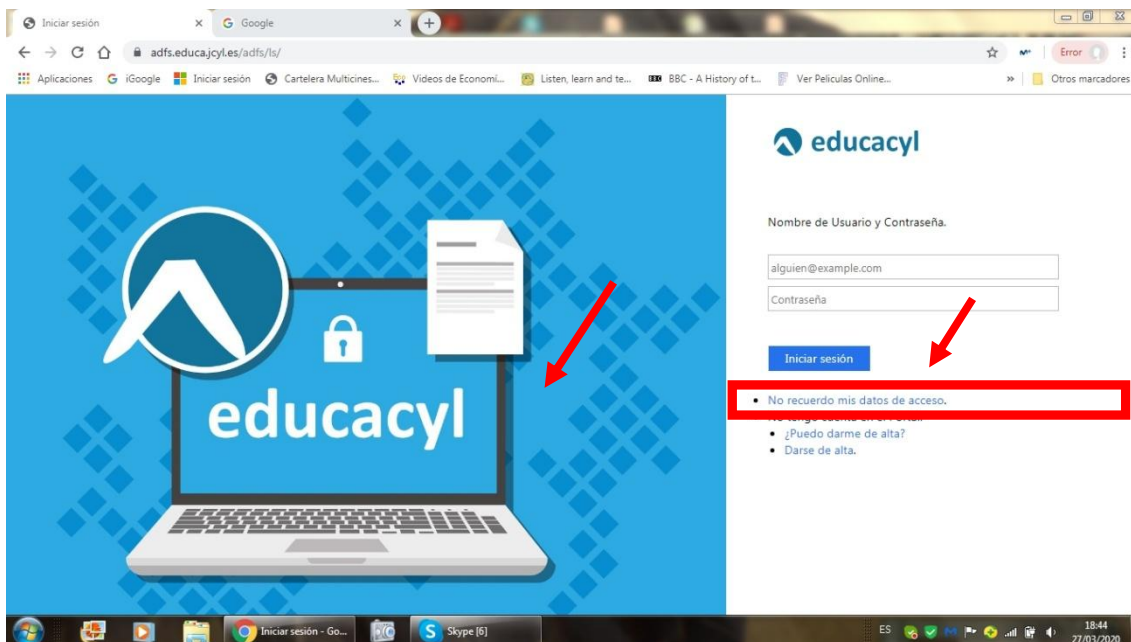 Iniciar sesión
Google
adfs.educa.jcyl.es/adfs/ls/
Error
Aplicaciones
iGoogle
Iniciar sesión
Cartelera Multicines...
Videos de Economí...
Listen, learn and te...
BBC - A History of t...
Ver Peliculas Online...
»
Otros marcadores
educacyl
educacyl
Nombre de Usuario y Contraseña.
alguien@example.com
Contraseña
Iniciar sesión
No recuerdo mis datos de acceso.
¿Puedo darme de alta?
Darse de alta.
Iniciar sesión - Go...
Skype [6]
ES
18:44
27/03/2020